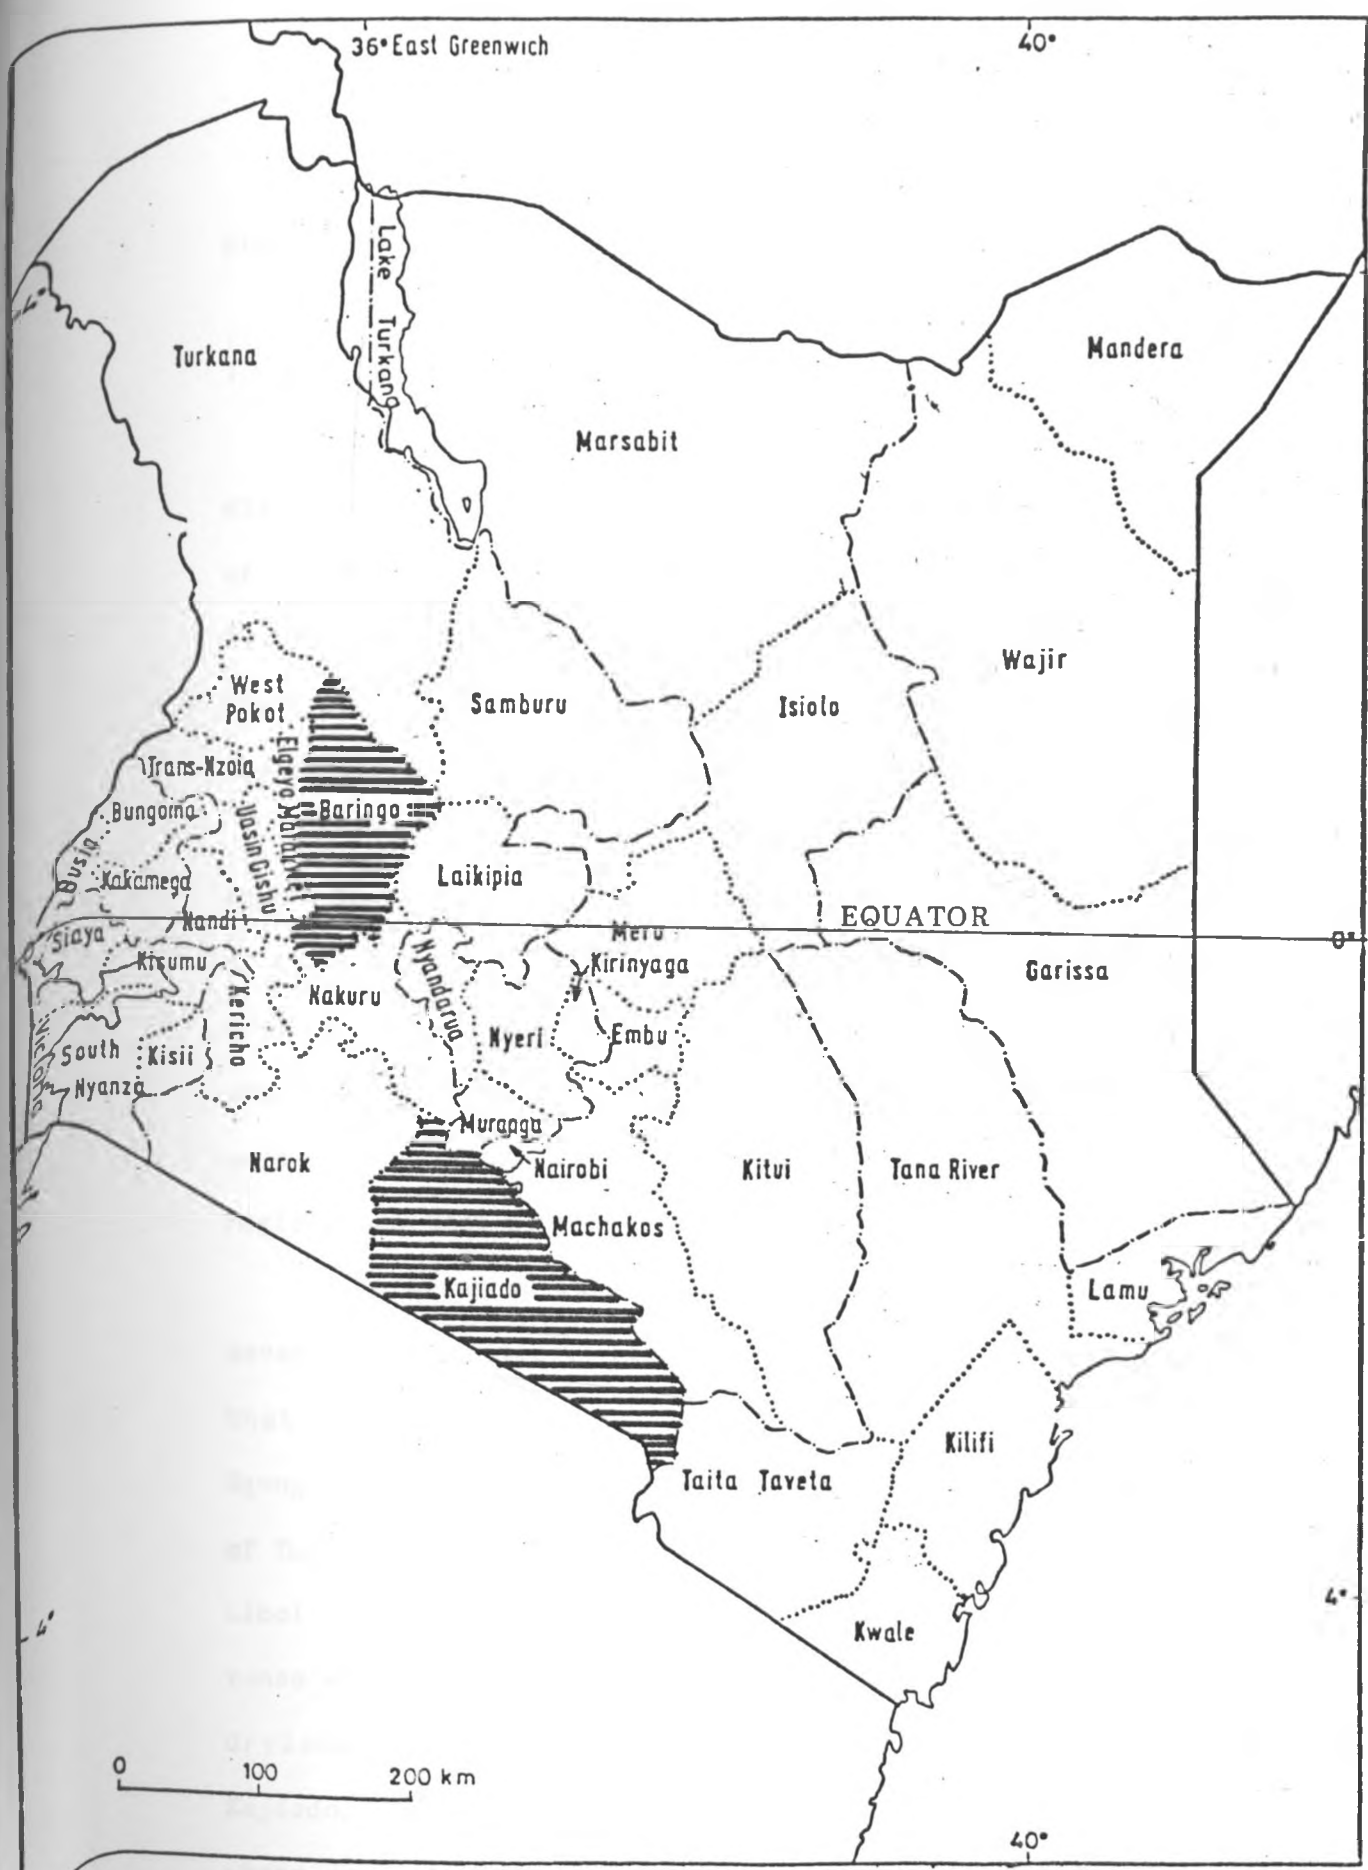 36° East Greenwich
40°
Lake Turkana
Turkana
Mandera
Marsabit
Wajir
West
Pokot
Samburu
Isiolo
Trans-Nzoia
Elgeyo Marakwet
Bungoma
Uasin Gishu
Baringo
Busia
Kakamega
Laikipia
Nandi
EQUATOR
Siaya
Kisumu
Meru
0°
Kirinyaga
Garissa
Kericho
Nakuru
Nyandarua
Nyeri
Embu
Victoria
South
Nyanza
Kisii
Muranga
Narok
Nairobi
Kitui
Tana River
Machakos
Kajiado
Lamu
Kilifi
Taita Taveta
4°
4°
Kwale
0 100 200 km
40°